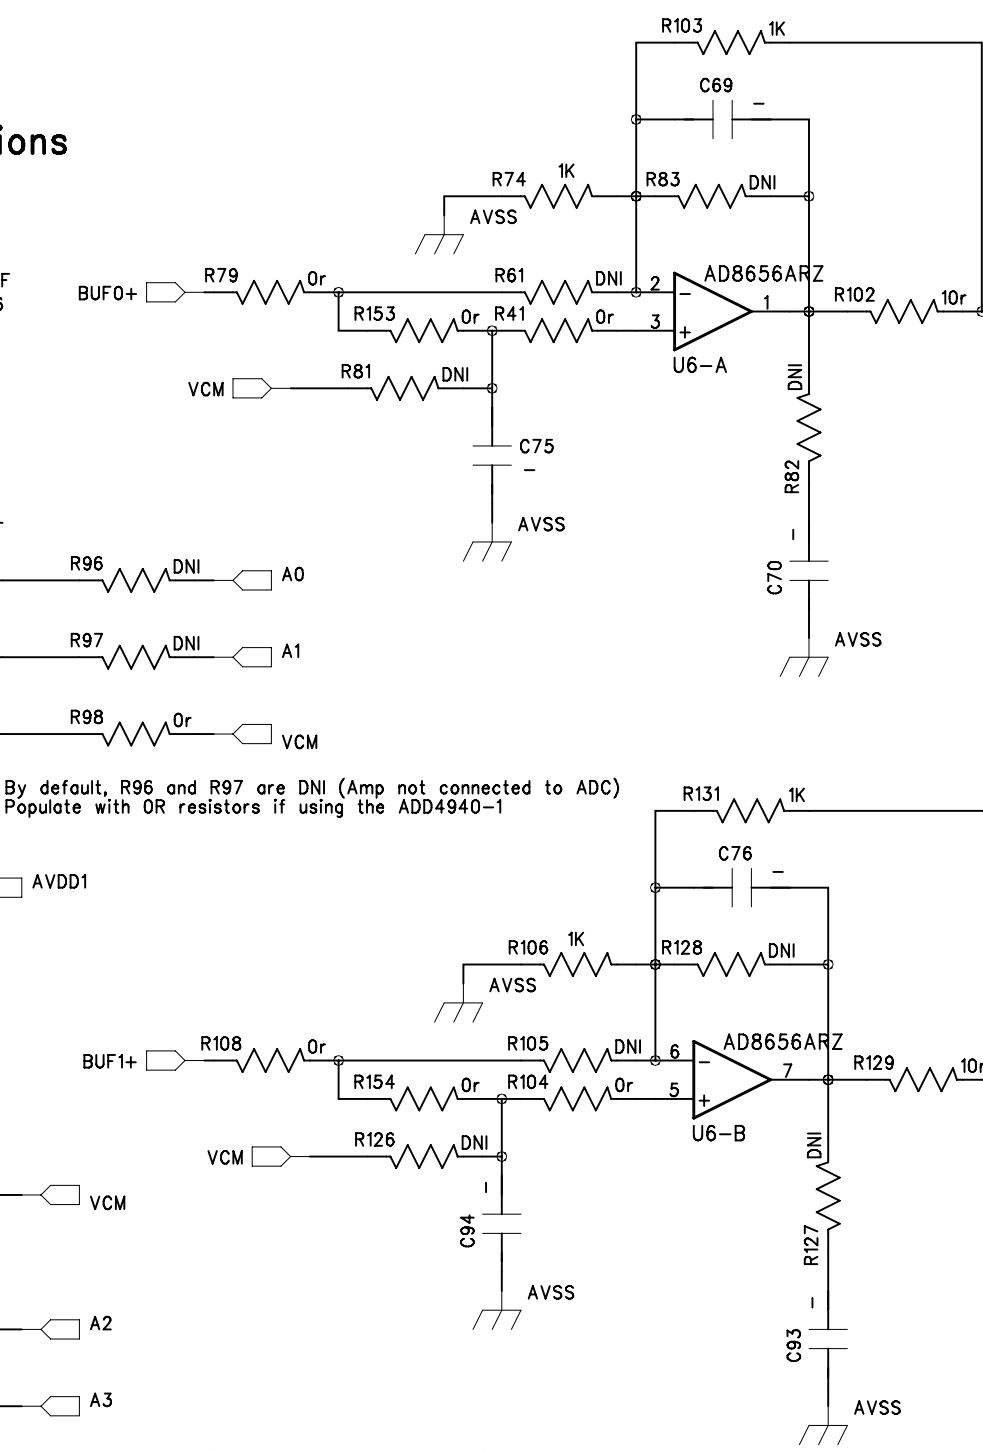 R103 1K
C69 -
ions
R74 1K R83 DNI
AVSS
F
BUF0+ R79 0r R61 DNI 2 - AD8656ARZ 1 R102 10r
6
R153 0r R41 0r 3 +
U6-A
VCM R81 DNI
DNI
C75
-
R82
AVSS
-
R96 DNI A0
C70
R97 DNI A1
AVSS
R98 0r VCM
By default, R96 and R97 are DNI (Amp not connected to ADC)
Populate with 0R resistors if using the ADD4940-1
R131 1K
C76 -
AVDD1
R106 1K R128 DNI
AVSS
BUF1+ R108 0r R105 DNI 6 - AD8656ARZ 7 R129 10r
R154 0r R104 0r 5 +
U6-B
VCM R126 DNI
DNI
-
VCM
C94
R127
AVSS
-
A2
C93
A3
AVSS